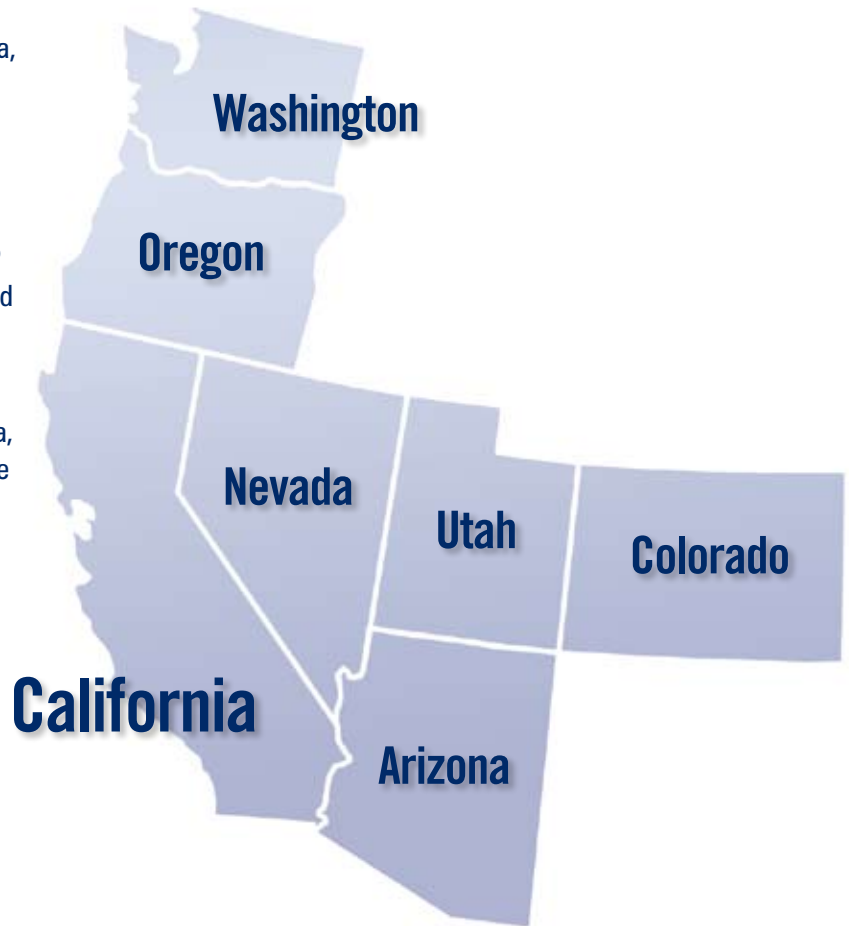 a,
Washington
Oregon
d
a,
Nevada
e
Utah
Colorado
California
Arizona